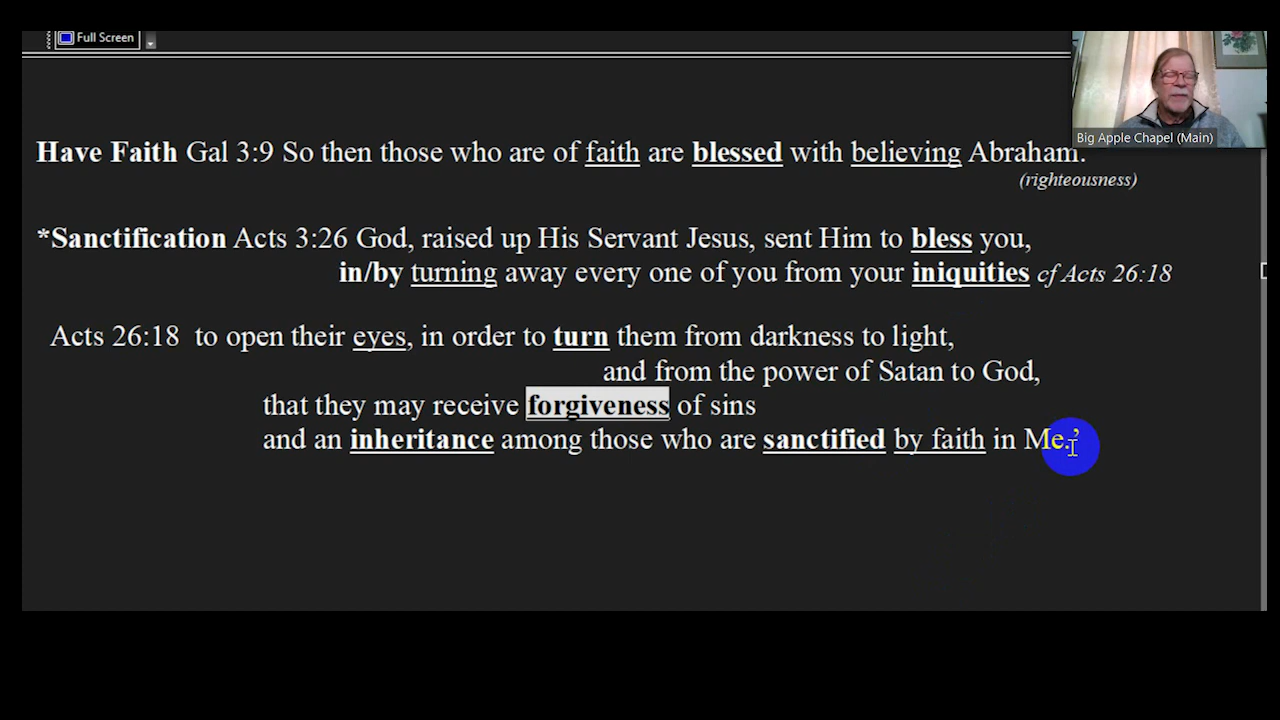 Full Screen
Big Apple Chapel (Main)
Have Faith Gal 3:9 So then those who are of faith are blessed with believing Abraham.
(righteousness)
*Sanctification Acts 3:26 God, raised up His Servant Jesus, sent Him to bless you,
in/by turning away every one of you from your iniquities cf Acts 26:18
Acts 26:18 to open their eyes, in order to turn them from darkness to light,
and from the power of Satan to God,
that they may receive forgiveness of sins
and an inheritance among those who are sanctified by faith in Me.’